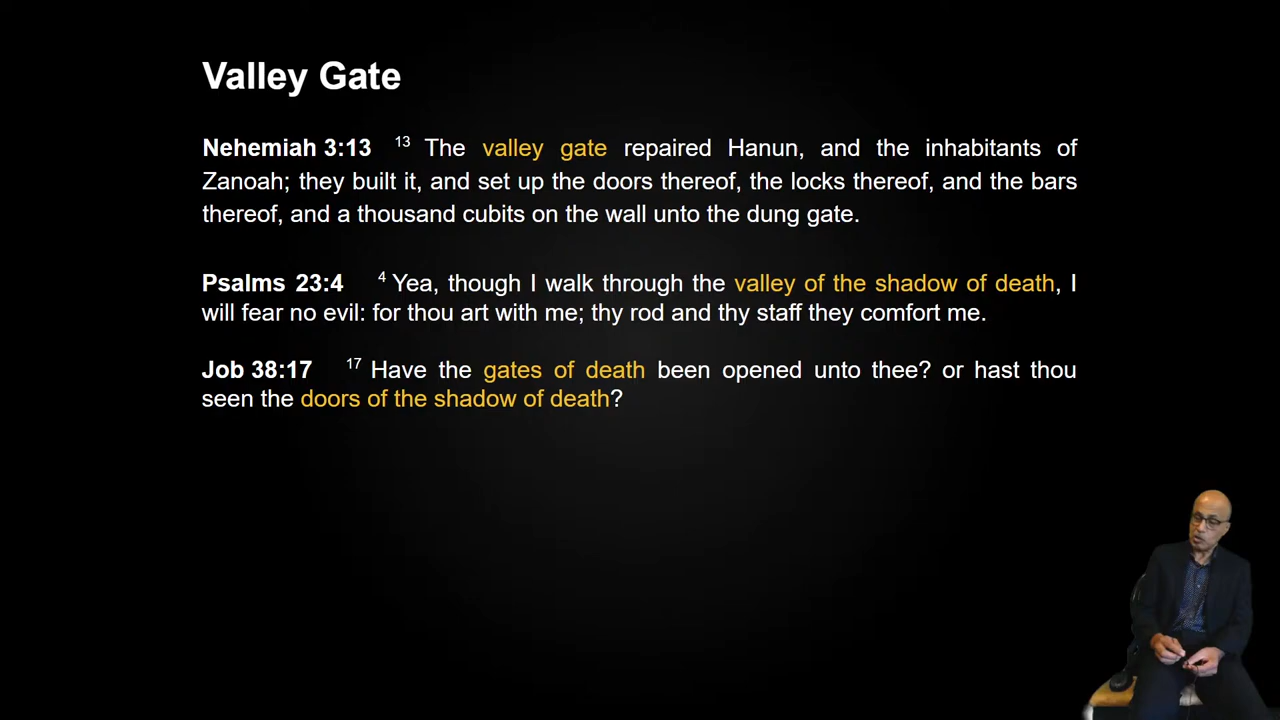 Valley Gate
Nehemiah 3:13 13 The valley gate repaired Hanun, and the inhabitants of
Zanoah; they built it, and set up the doors thereof, the locks thereof, and the bars
thereof, and a thousand cubits on the wall unto the dung gate.
Psalms 23:4 4 Yea, though I walk through the valley of the shadow of death, I
will fear no evil: for thou art with me; thy rod and thy staff they comfort me.
Job 38:17 17 Have the gates of death been opened unto thee? or hast thou
seen the doors of the shadow of death?